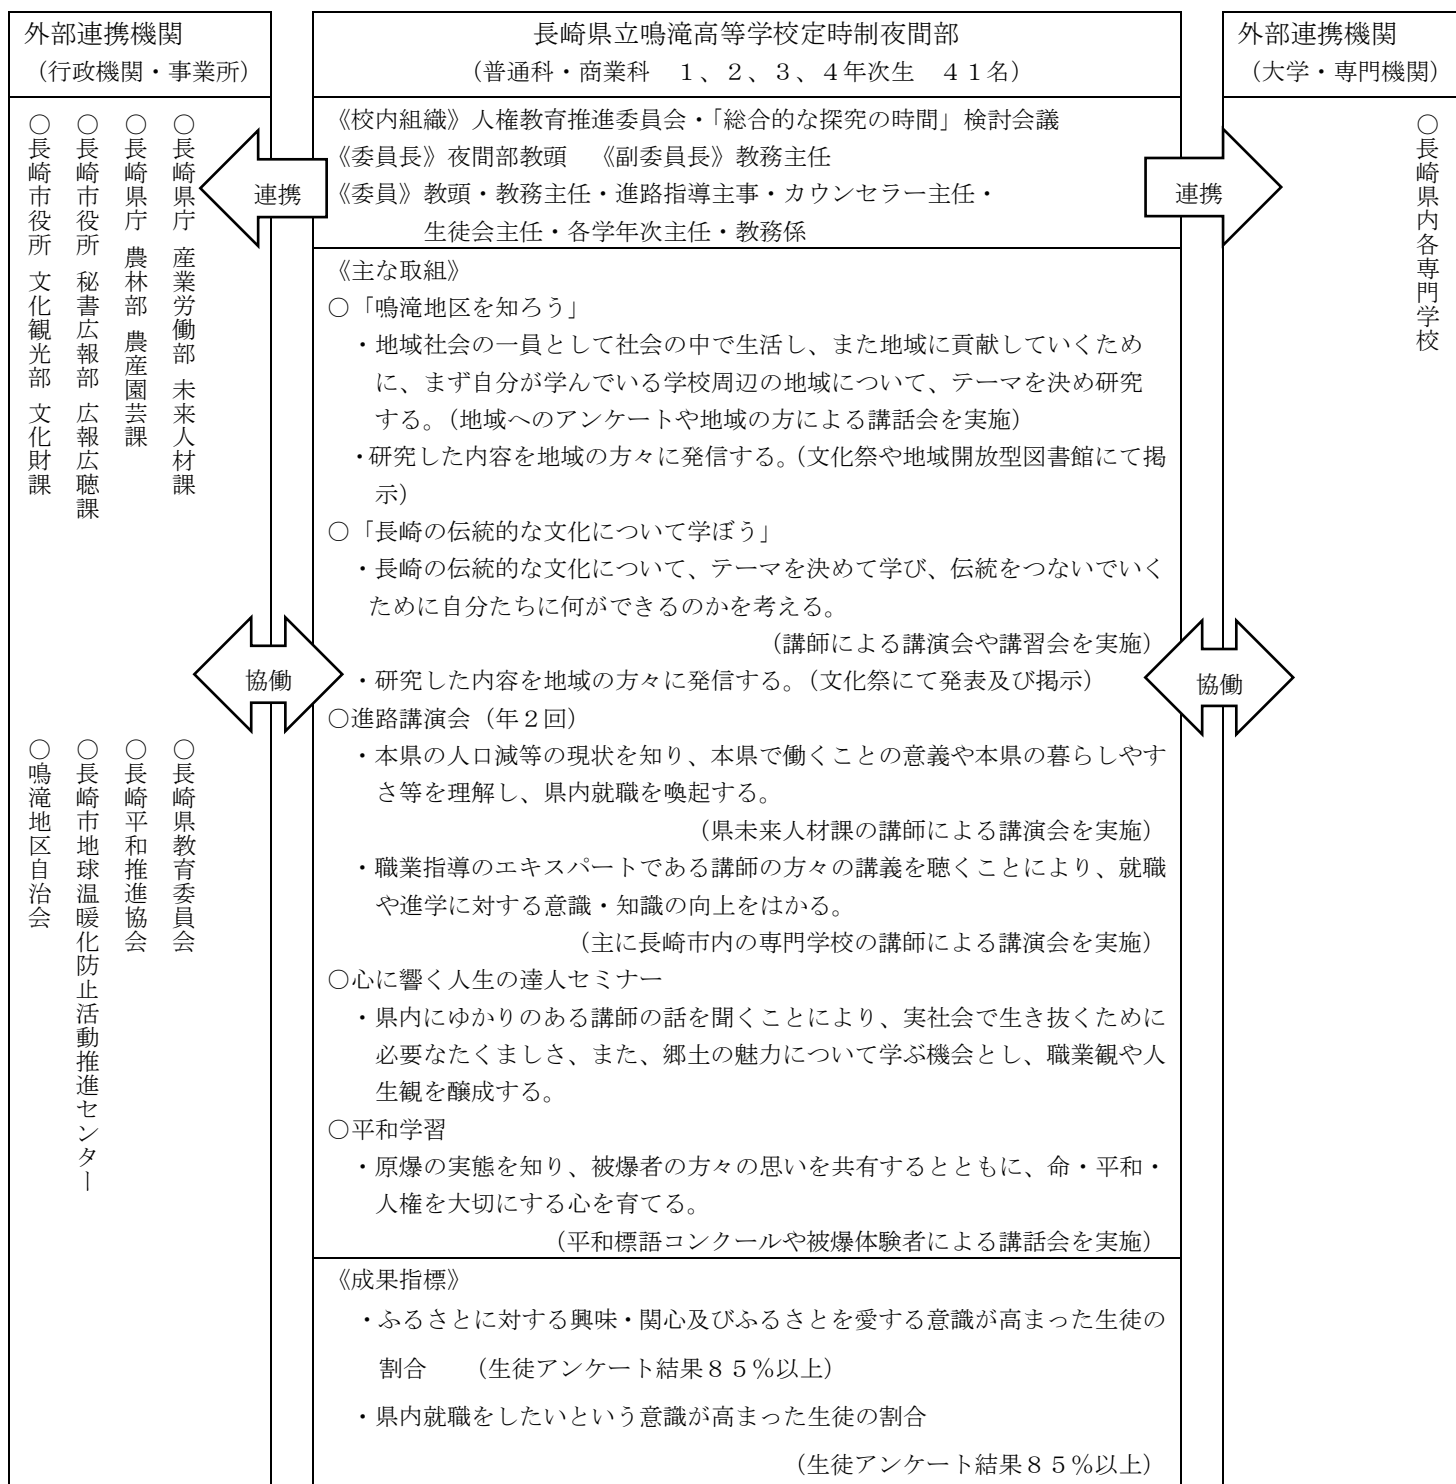 外部連携機関
(行政機関・事業所)
○長崎県庁 産業労働部 未来人材課
○長崎県庁 農林部 農産園芸課
○長崎市役所 秘書広報部 広報広聴課
○長崎市役所 文化観光部 文化財課
○長崎県教育委員会
○長崎平和推進協会
○長崎市地球温暖化防止活動推進センター
○鳴滝地区自治会
連携
協働
長崎県立鳴滝高等学校定時制夜間部
(普通科・商業科 1、2、3、4年次生 41名)
《校内組織》人権教育推進委員会・「総合的な探究の時間」検討会議
《委員長》夜間部教頭 《副委員長》教務主任
《委員》教頭・教務主任・進路指導主事・カウンセラー主任・
生徒会主任・各学年次主任・教務係
《主な取組》
○「鳴滝地区を知ろう」
・地域社会の一員として社会の中で生活し、また地域に貢献していくため
に、まず自分が学んでいる学校周辺の地域について、テーマを決め研究
する。(地域へのアンケートや地域の方による講話会を実施)
・研究した内容を地域の方々に発信する。(文化祭や地域開放型図書館にて掲
示)
○「長崎の伝統的な文化について学ぼう」
・長崎の伝統的な文化について、テーマを決めて学び、伝統をつないでいく
ために自分たちに何ができるのかを考える。
(講師による講演会や講習会を実施)
・研究した内容を地域の方々に発信する。(文化祭にて発表及び掲示)
○進路講演会(年2回)
・本県の人口減等の現状を知り、本県で働くことの意義や本県の暮らしやす
さ等を理解し、県内就職を喚起する。
(県未来人材課の講師による講演会を実施)
・職業指導のエキスパートである講師の方々の講義を聴くことにより、就職
や進学に対する意識・知識の向上をはかる。
(主に長崎市内の専門学校の講師による講演会を実施)
○心に響く人生の達人セミナー
・県内にゆかりのある講師の話を聞くことにより、実社会で生き抜くために
必要なたくましさ、また、郷土の魅力について学ぶ機会とし、職業観や人
生観を醸成する。
○平和学習
・原爆の実態を知り、被爆者の方々の思いを共有するとともに、命・平和・
人権を大切にする心を育てる。
(平和標語コンクールや被爆体験者による講話会を実施)
《成果指標》
・ふるさとに対する興味・関心及びふるさとを愛する意識が高まった生徒の
割合 (生徒アンケート結果85%以上)
・県内就職をしたいという意識が高まった生徒の割合
(生徒アンケート結果85%以上)
外部連携機関
(大学・専門機関)
○長崎県内各専門学校
連携
協働